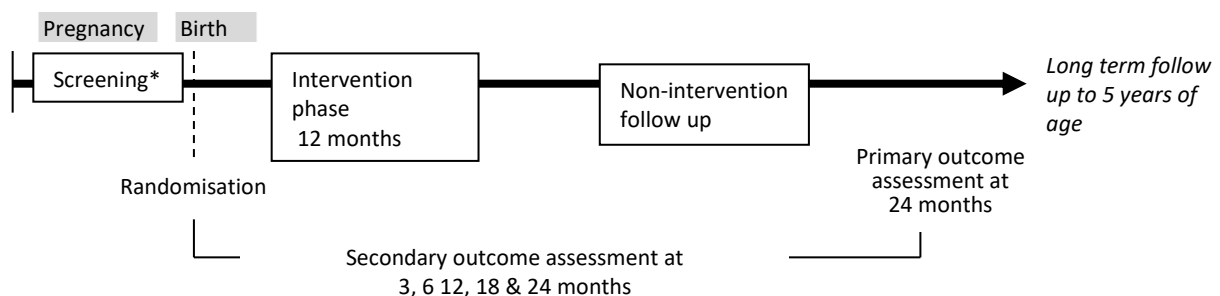 Pregnancy
Birth
Screening*
Intervention
phase
12 months
Non-intervention
follow up
Long term follow
up to 5 years of
age
Randomisation
Primary outcome
assessment at
24 months
Secondary outcome assessment at
3, 6 12, 18 & 24 months